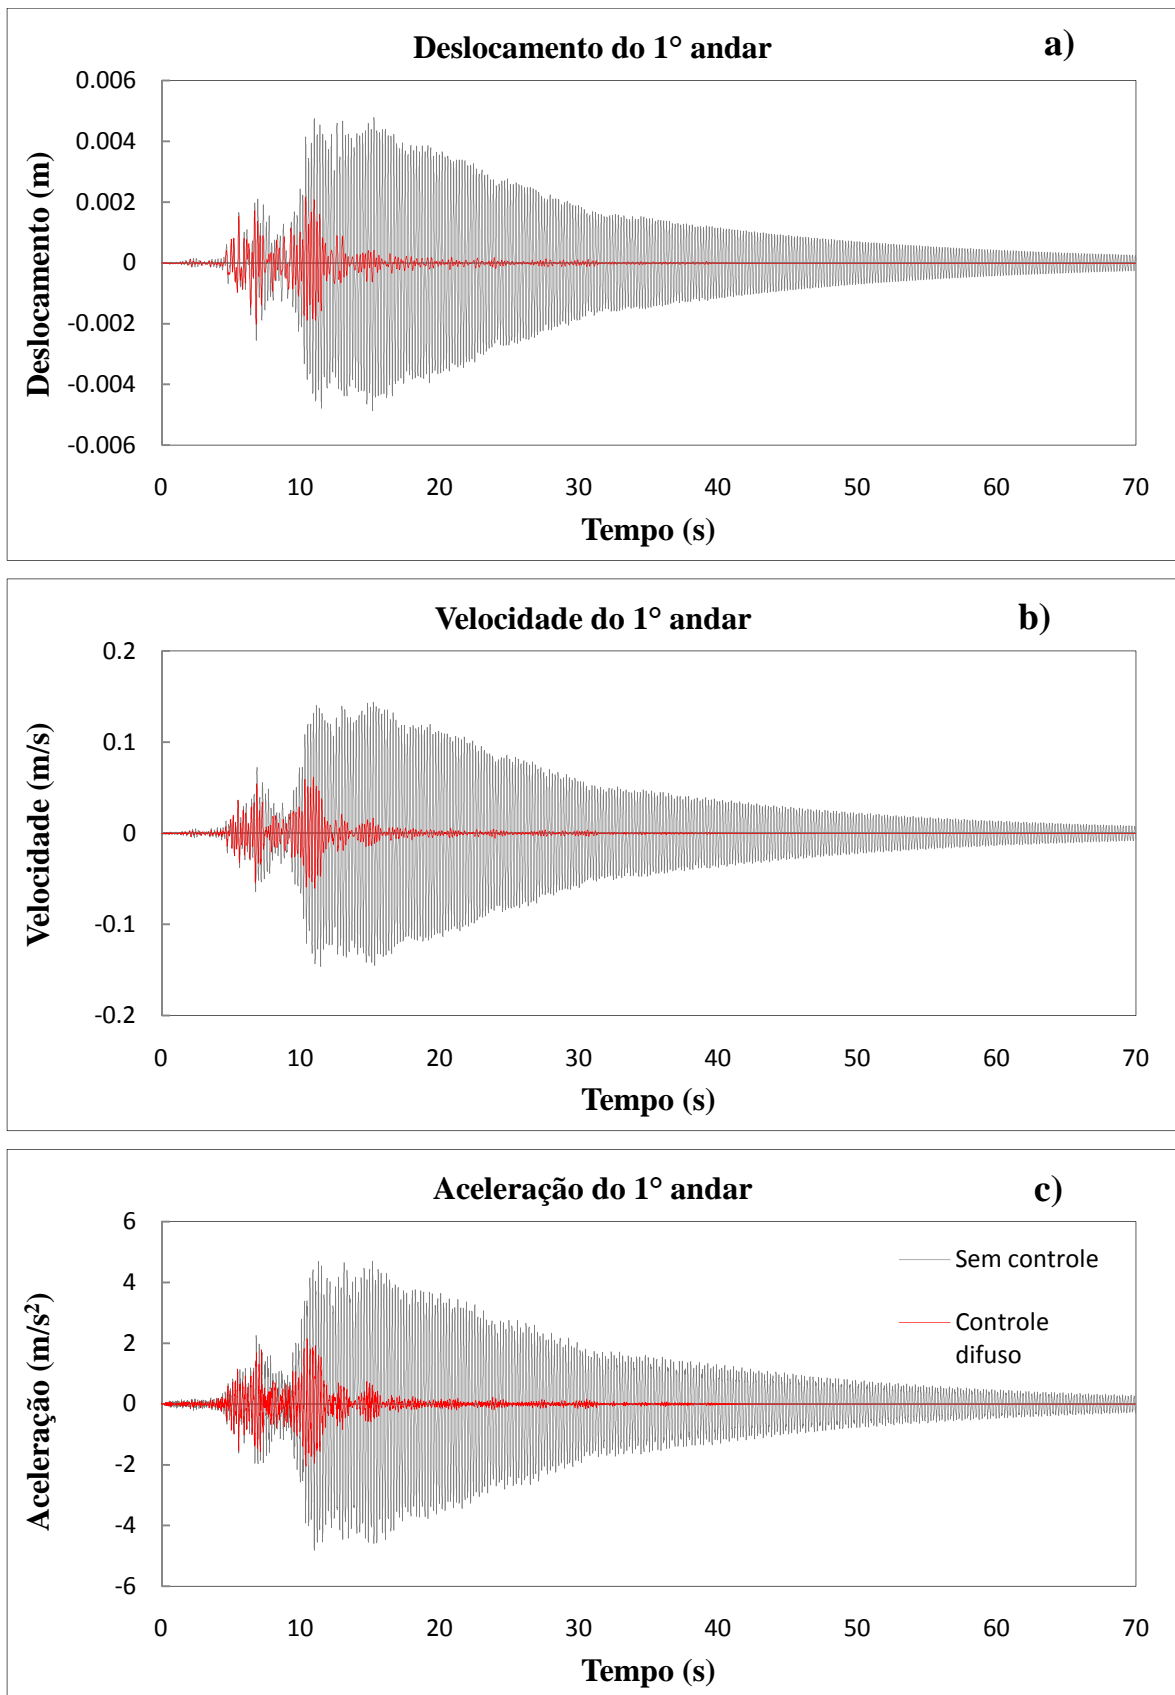 Deslocamento do 1° andar
a)
Deslocamento (m)
0.006
0.004
0.002
0
-0.002
-0.004
-0.006
0 10 20 30 40 50 60 70
Tempo (s)
Velocidade do 1° andar
b)
Velocidade (m/s)
0.2
0.1
0
-0.1
-0.2
0 10 20 30 40 50 60 70
Tempo (s)
Aceleração do 1° andar
c)
Aceleração (m/s²)
6
4
2
0
-2
-4
-6
Sem controle
Controle
difuso
0 10 20 30 40 50 60 70
Tempo (s)